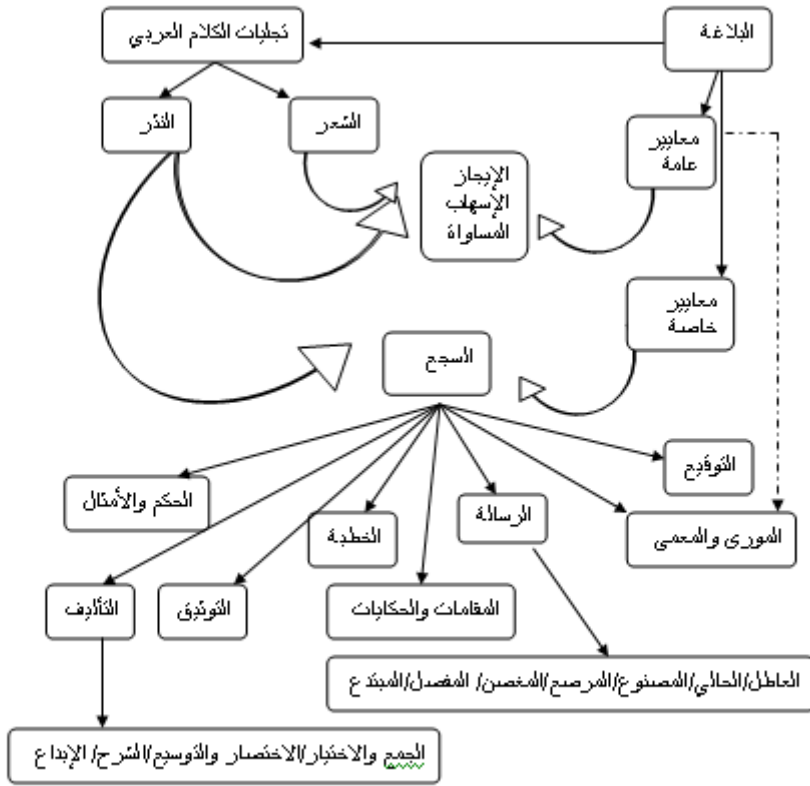 البلاغة
تجليات الكلام العربي
معايير
عامة
الشعر
النثر
الإيجاز
الإسهاب
المساواة
معايير
خاصة
السجع
التوقيع
الحكم والأمثال
الرسالة
الخطبة
المورى والمعمى
المقامات والحكايات
التوثيق
التأليف
العاطل/الحالي/المصنوع/المرصع/المغصن/ المفصل/المبتدع
الجمع والاختيار/الاختصار والتوسيع/الشرح/ الإبداع